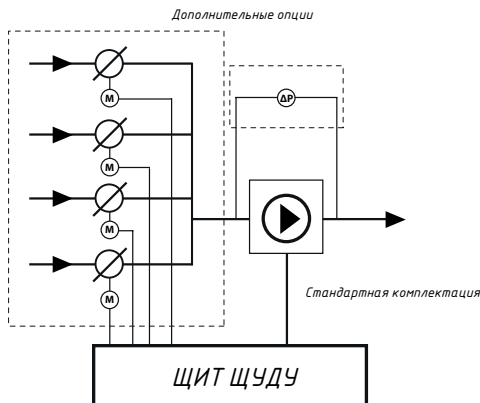 Дополнительные опции
М
ΔP
М
М
М
Стандартная комплектация
ЩИТ ЩУДУ